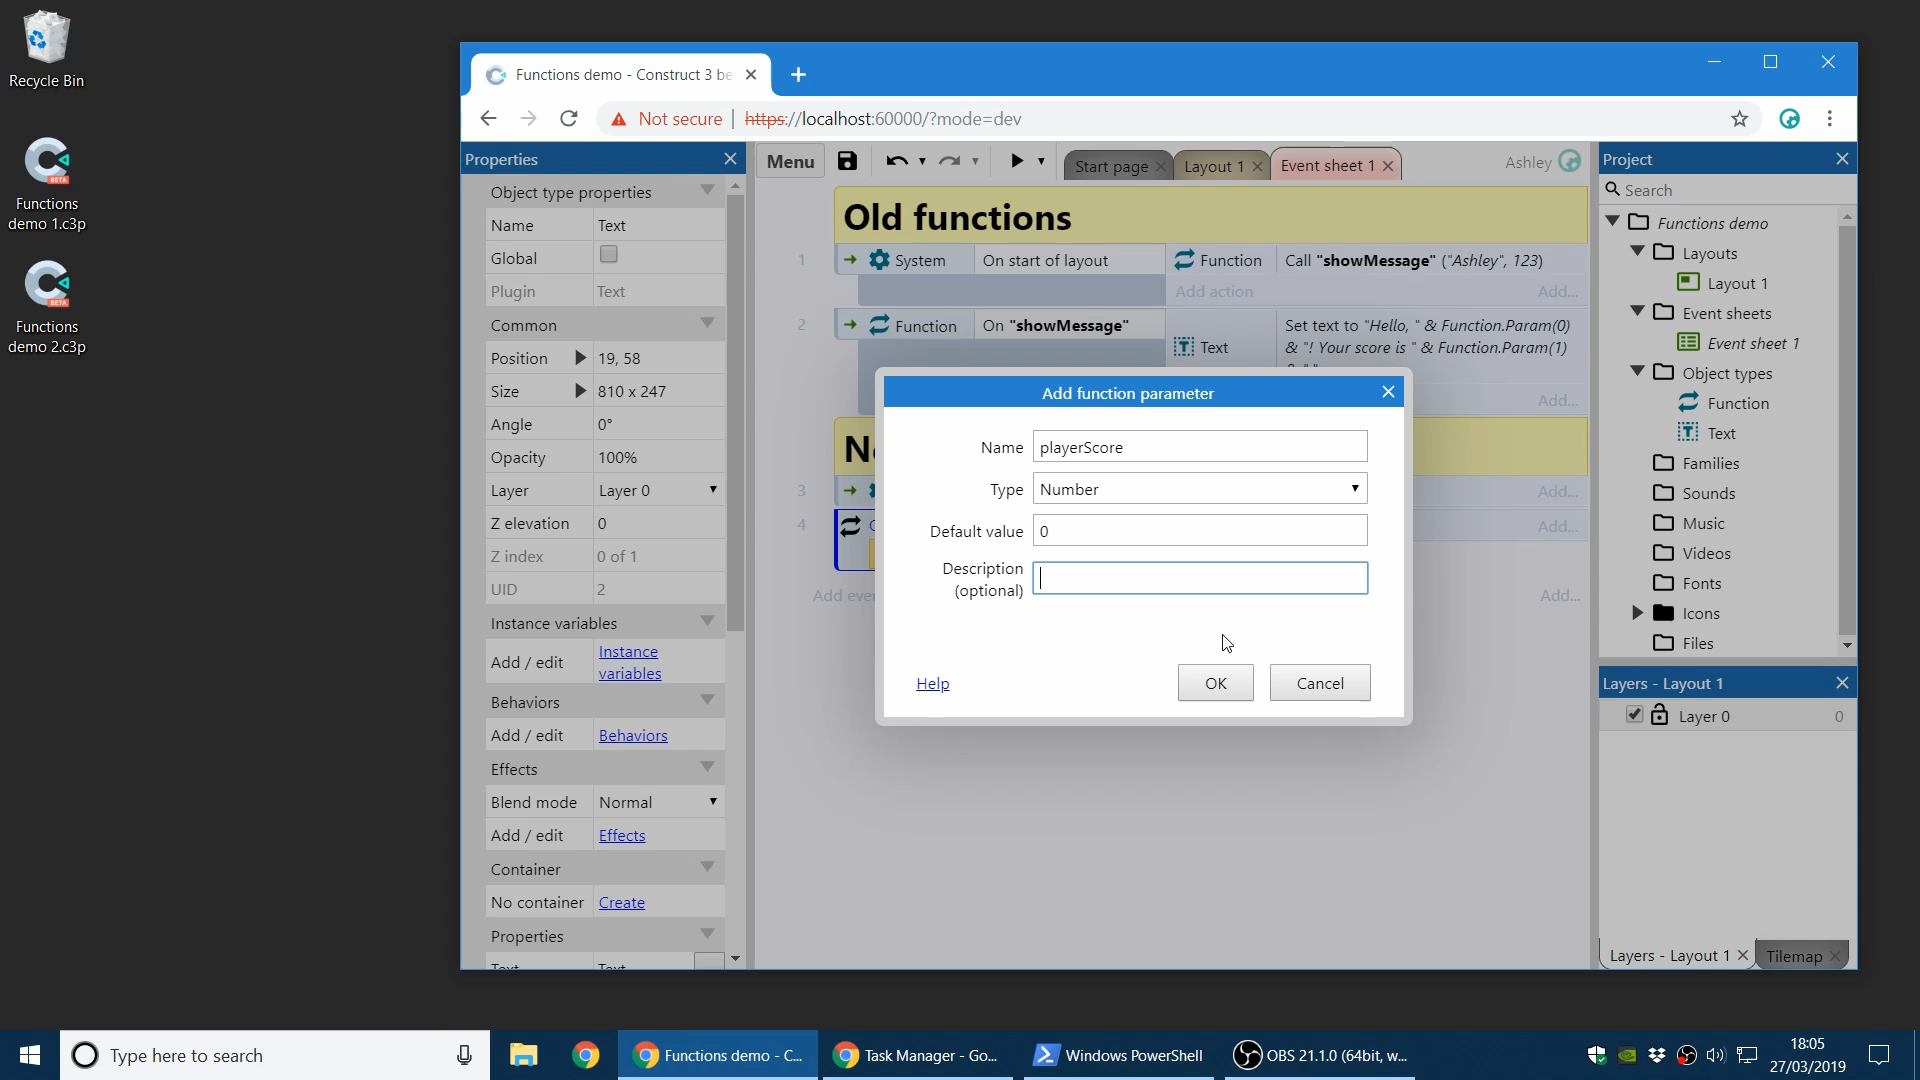 Recycle Bin
Functions
demo 1.c3p
Functions
demo 2.c3p
Functions demo - Construct 3 be
Not secure | https://localhost:60000/?mode=dev
Properties
Object type properties
Name Text
Global
Plugin Text
Common
Position 19, 58
Size 810 x 247
Angle 0°
Opacity 100%
Layer Layer 0
Z elevation 0
Z index 0 of 1
UID 2
Instance variables
Add / edit Instance
variables
Behaviors
Add / edit Behaviors
Effects
Blend mode Normal
Add / edit Effects
Container
No container Create
Properties
Text Text
Menu
Start page
Layout 1
Event sheet 1
Ashley
Old functions
1 System On start of layout Function Call "showMessage" ("Ashley", 123)
Add action Add...
2 Function On "showMessage" Text Set text to "Hello, " & Function.Param(0)
& "! Your score is " & Function.Param(1)
Add...
3 Add...
4 Add...
Add eve Add...
Add function parameter
Name playerScore
Type Number
Default value 0
Description
(optional)
Help OK Cancel
Project
Search
Functions demo
Layouts
Layout 1
Event sheets
Event sheet 1
Object types
Function
Text
Families
Sounds
Music
Videos
Fonts
Icons
Files
Layers - Layout 1
Layer 0 0
Layers - Layout 1 Tilemap
Type here to search
Functions demo - C...
Task Manager - Go...
Windows PowerShell
OBS 21.1.0 (64bit, w...
18:05
27/03/2019